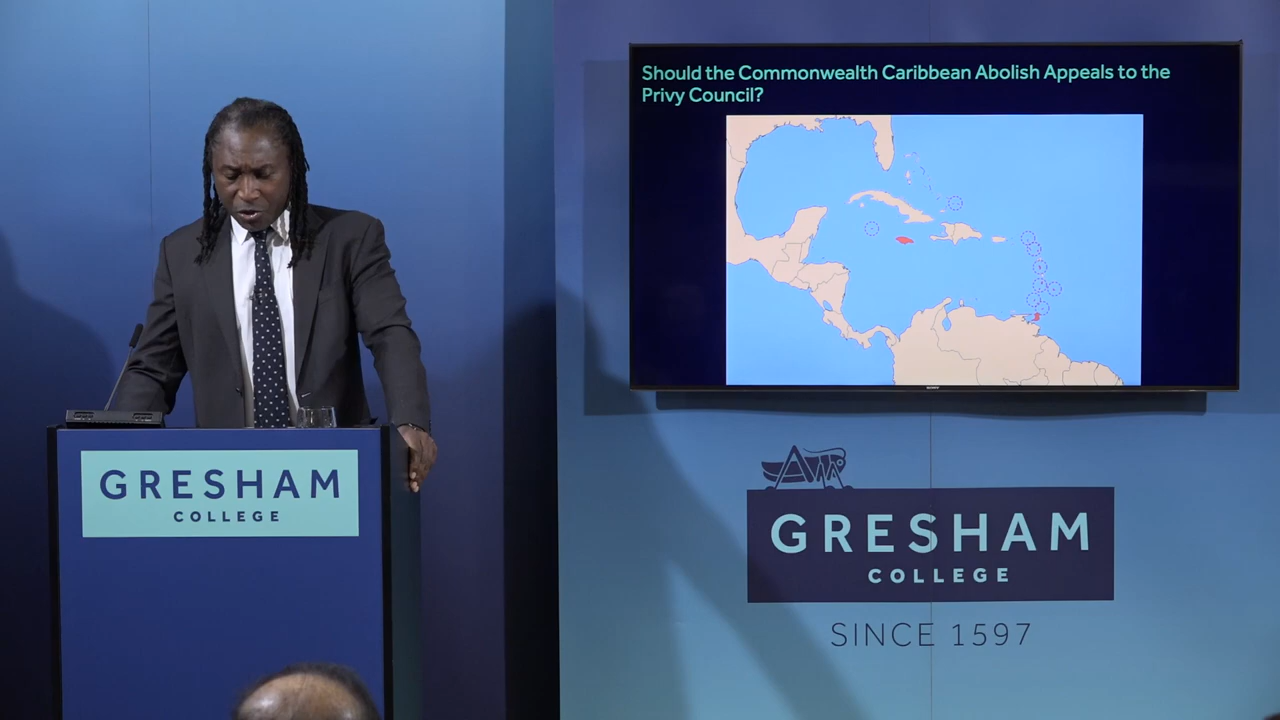 Should the Commonwealth Caribbean Abolish Appeals to the
Privy Council?
GRESHAM
COLLEGE
GRESHAM
COLLEGE
SINCE 1597